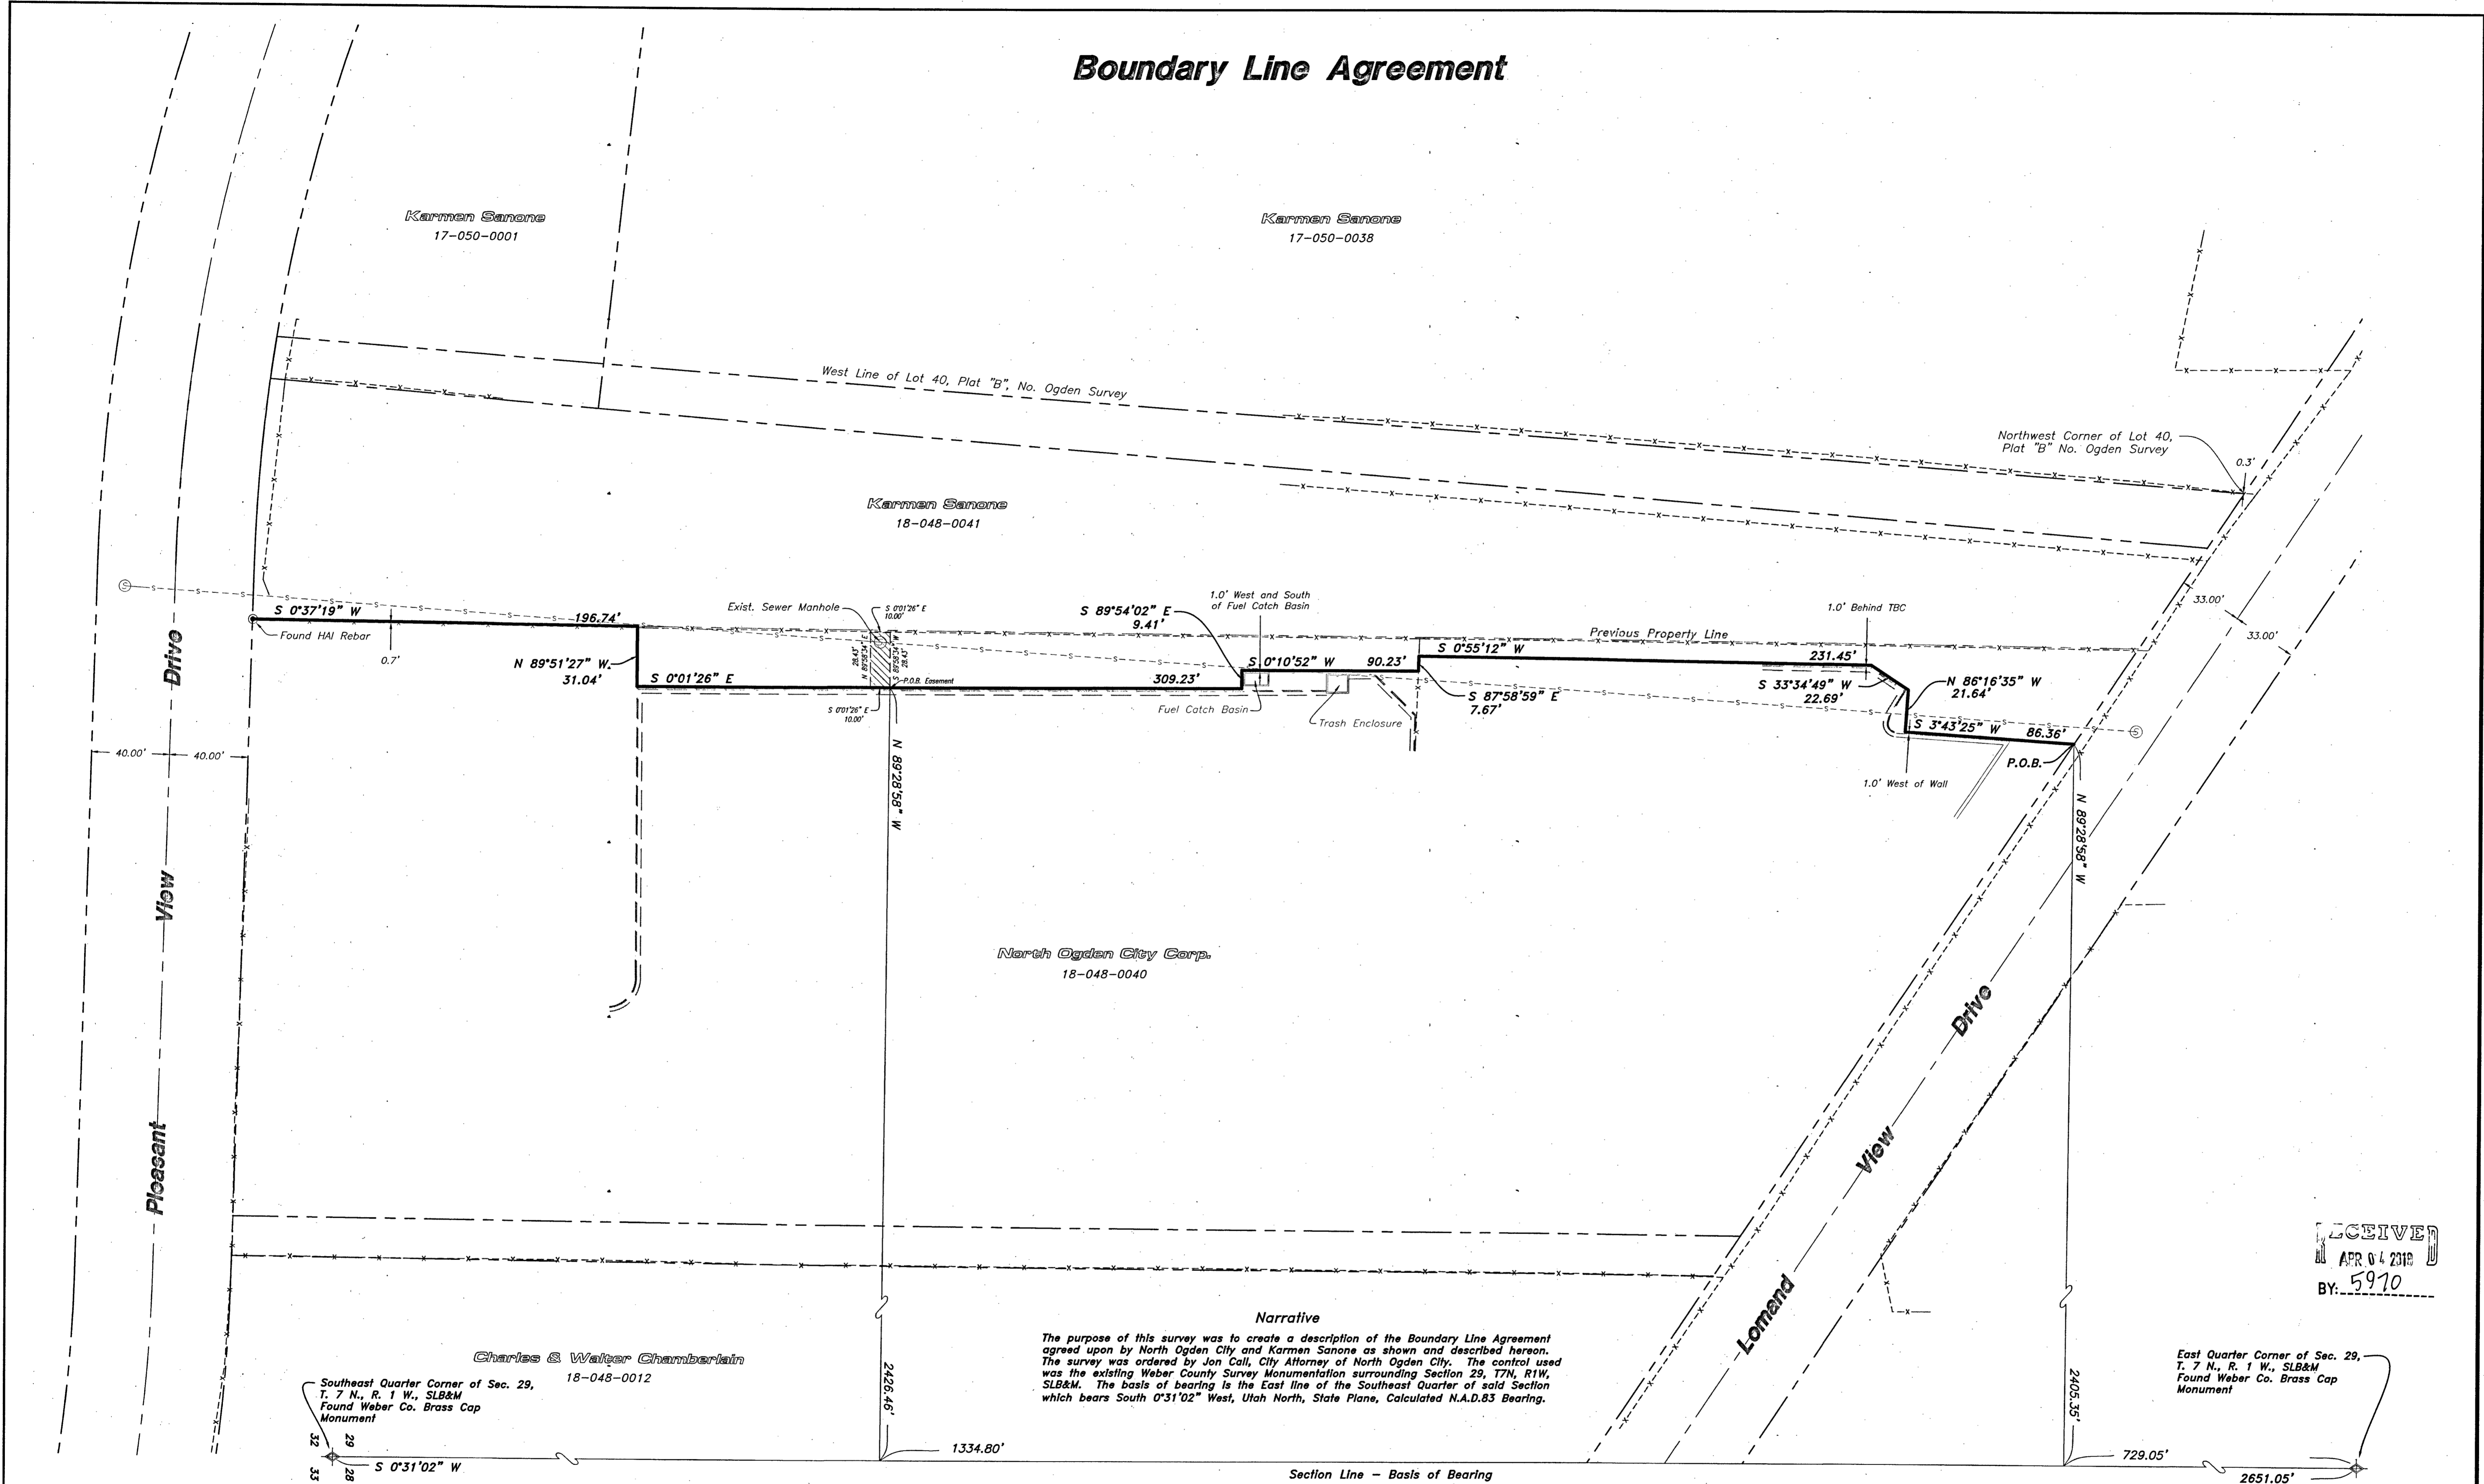 Boundary Line Agreement
Karmen Sanone
17-050-0001
Karmen Sanone
17-050-0038
West Line of Lot 40, Plat "B", No. Ogden Survey
Northwest Corner of Lot 40,
Plat "B" No. Ogden Survey
0.3'
Karmen Sanone
18-048-0041
33.00'
33.00'
S
S 0°37'19" W
196.74'
Found HAI Rebar
0.7'
Exist. Sewer Manhole
S 0°01'26" E
10.00'
28.43'
N 89°58'34" E
S 89°58'34" W
28.43'
P.O.B. Easement
S 0°01'26" E
10.00'
N 89°51'27" W
31.04'
S 0°01'26" E
309.23'
S 89°54'02" E
9.41'
1.0' West and South
of Fuel Catch Basin
S 0°10'52" W
90.23'
Fuel Catch Basin
Trash Enclosure
S 87°58'59" E
7.67'
S 0°55'12" W
231.45'
Previous Property Line
1.0' Behind TBC
S 33°34'49" W
22.69'
N 86°16'35" W
21.64'
S 3°43'25" W
86.36'
S
P.O.B.
1.0' West of Wall
40.00'
40.00'
N 89°28'58" W
N 89°28'58" W
Pleasant View Drive
North Ogden City Corp.
18-048-0040
Lomand View Drive
RECEIVED
APR 04 2018
BY: 5970
Charles & Walter Chamberlain
18-048-0012
Southeast Quarter Corner of Sec. 29,
T. 7 N., R. 1 W., SLB&M
Found Weber Co. Brass Cap
Monument
Narrative
The purpose of this survey was to create a description of the Boundary Line Agreement
agreed upon by North Ogden City and Karmen Sanone as shown and described hereon.
The survey was ordered by Jon Call, City Attorney of North Ogden City. The control used
was the existing Weber County Survey Monumentation surrounding Section 29, T7N, R1W,
SLB&M. The basis of bearing is the East line of the Southeast Quarter of said Section
which bears South 0°31'02" West, Utah North, State Plane, Calculated N.A.D.83 Bearing.
East Quarter Corner of Sec. 29,
T. 7 N., R. 1 W., SLB&M
Found Weber Co. Brass Cap
Monument
2426.46'
2405.35'
32
29
33
28
S 0°31'02" W
1334.80'
Section Line - Basis of Bearing
729.05'
2651.05'